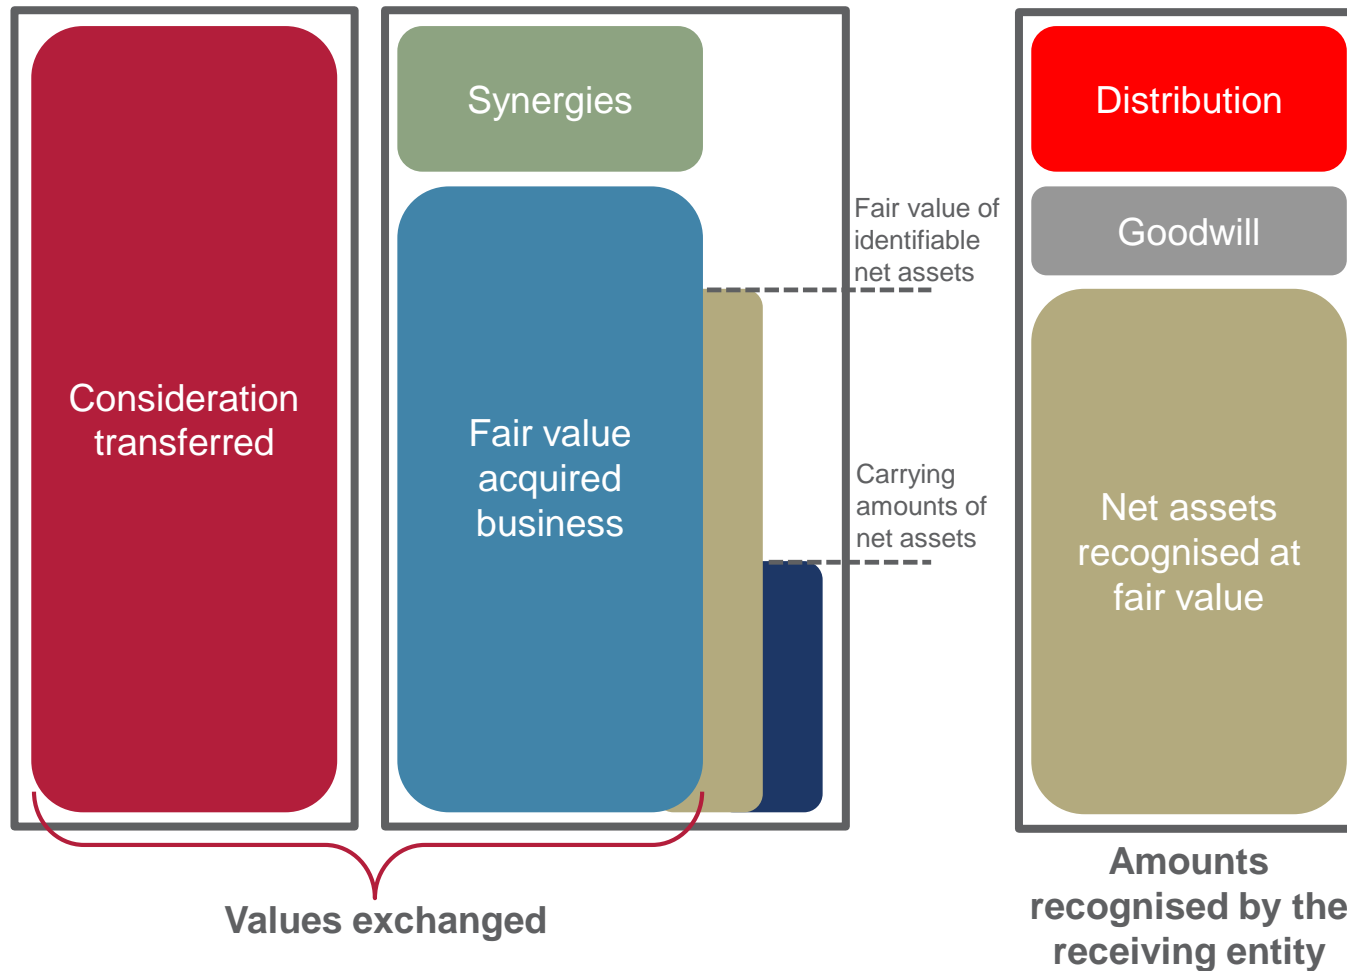 Consideration
transferred
Synergies
Fair value
acquired
business
Fair value of
identifiable
net assets
Carrying
amounts of
net assets
Distribution
Goodwill
Net assets
recognised at
fair value
Values exchanged
Amounts
recognised by the
receiving entity